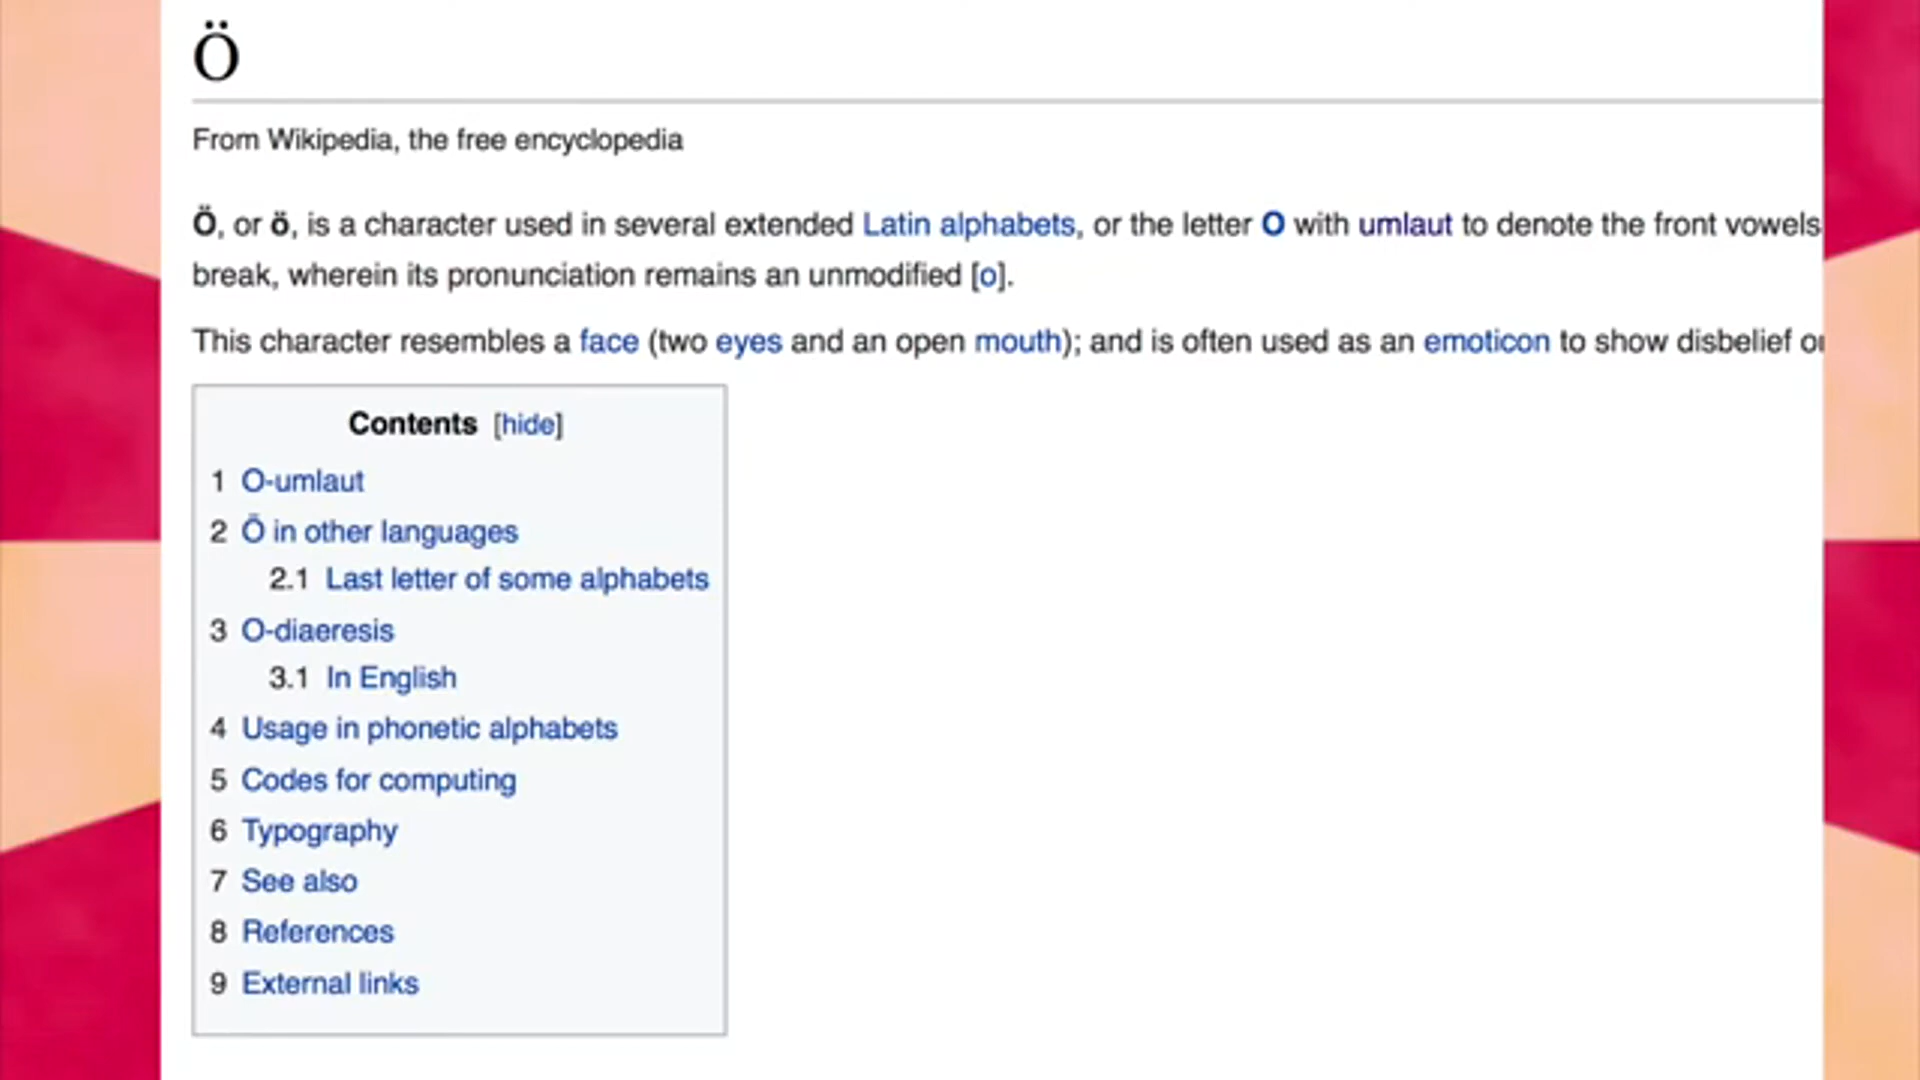 Ö
From Wikipedia, the free encyclopedia
Ö, or ö, is a character used in several extended Latin alphabets, or the letter O with umlaut to denote the front vowels
break, wherein its pronunciation remains an unmodified [o].
This character resembles a face (two eyes and an open mouth); and is often used as an emoticon to show disbelief or
Contents [hide]
1 O-umlaut
2 Ö in other languages
2.1 Last letter of some alphabets
3 O-diaeresis
3.1 In English
4 Usage in phonetic alphabets
5 Codes for computing
6 Typography
7 See also
8 References
9 External links